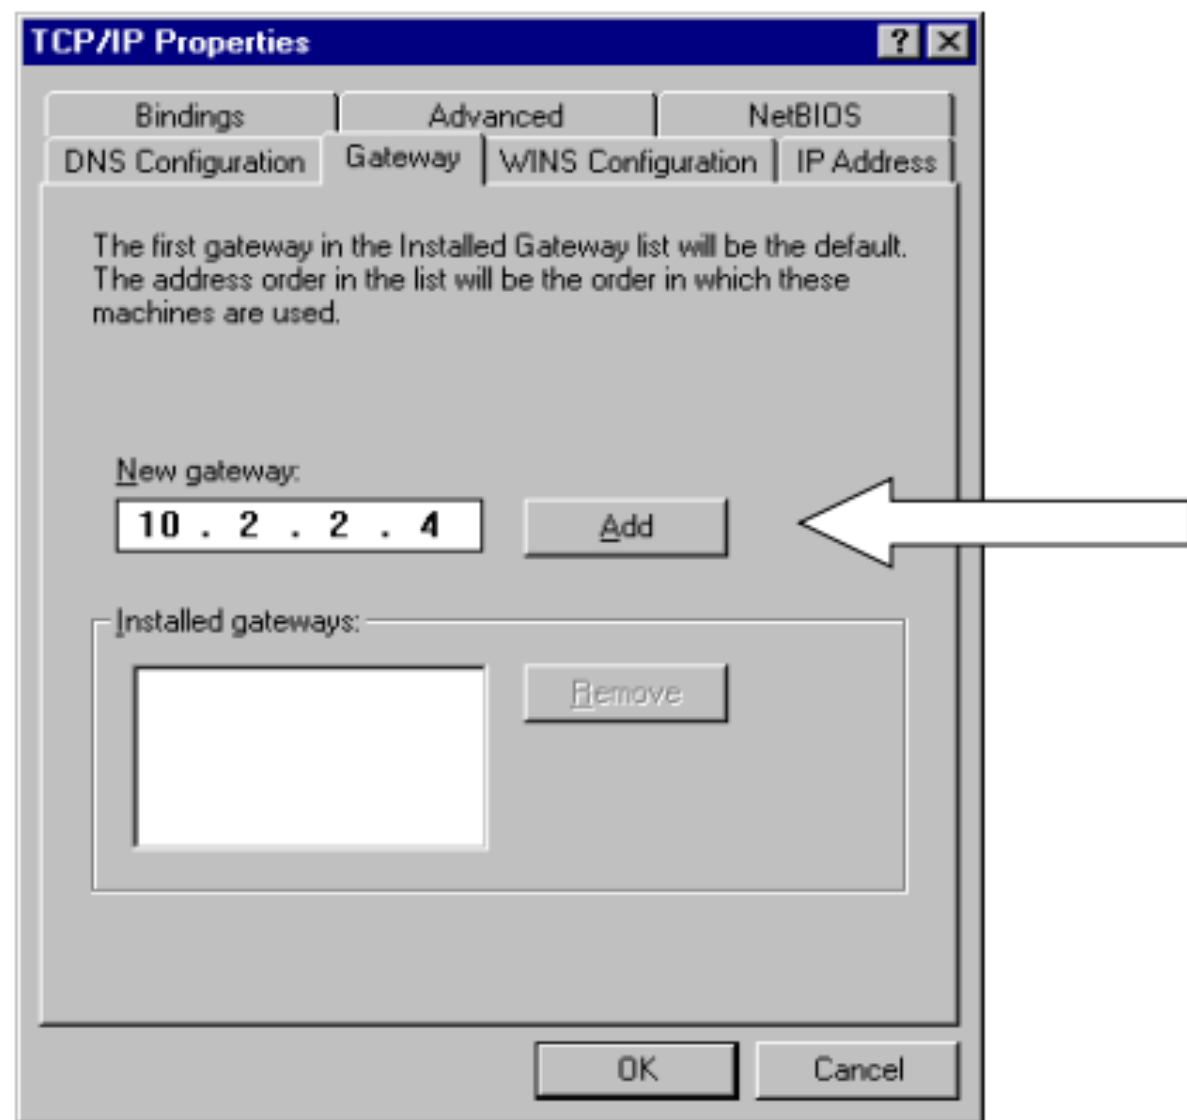 TCP/IP Properties
Bindings Advanced NetBIOS
DNS Configuration Gateway WINS Configuration IP Address
The first gateway in the Installed Gateway list will be the default.
The address order in the list will be the order in which these
machines are used.
New gateway:
10 . 2 . 2 . 4 Add
Installed gateways:
Remove
OK Cancel